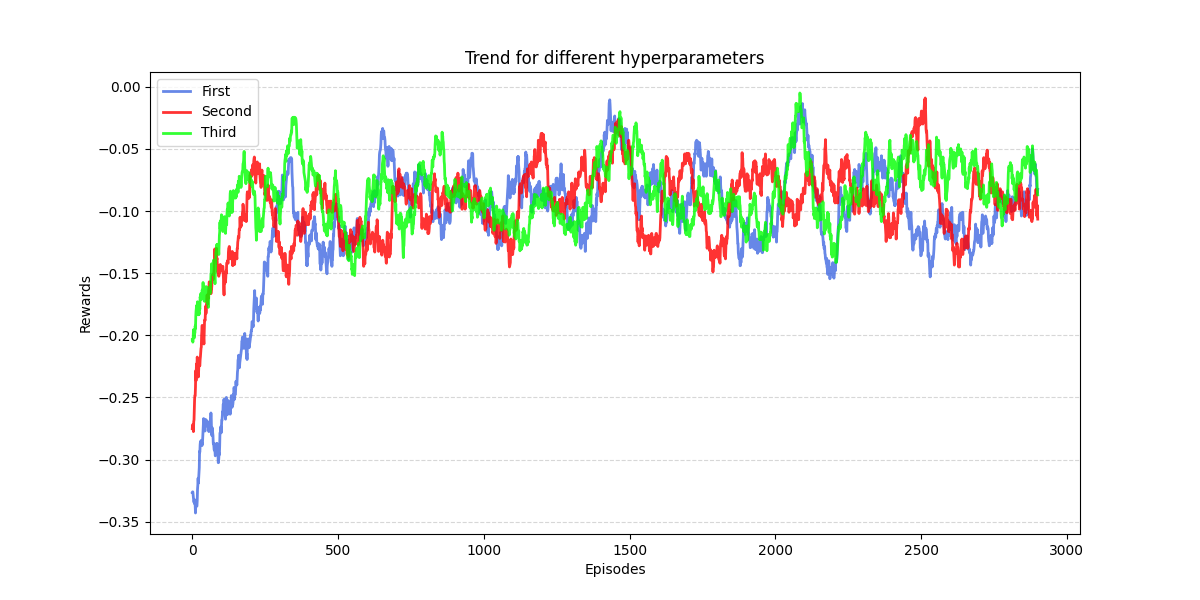 Trend for different hyperparameters
First
Second
Third
0.00
−0.05
−0.10
−0.15
−0.20
−0.25
−0.30
−0.35
Rewards
0
500
1000
1500
2000
2500
3000
Episodes